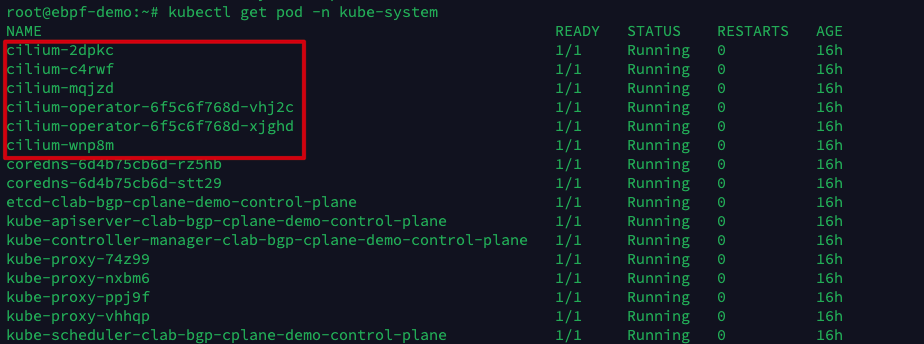 root@ebpf-demo:~# kubectl get pod -n kube-system
NAME READY STATUS RESTARTS AGE
cilium-2dpkc 1/1 Running 0 16h
cilium-c4rwf 1/1 Running 0 16h
cilium-mqjzd 1/1 Running 0 16h
cilium-operator-6f5c6f768d-vhj2c 1/1 Running 0 16h
cilium-operator-6f5c6f768d-xjghd 1/1 Running 0 16h
cilium-wnp8m 1/1 Running 0 16h
coredns-6d4b75cb6d-rz5hb 1/1 Running 0 16h
coredns-6d4b75cb6d-stt29 1/1 Running 0 16h
etcd-clab-bgp-cplane-demo-control-plane 1/1 Running 0 16h
kube-apiserver-clab-bgp-cplane-demo-control-plane 1/1 Running 0 16h
kube-controller-manager-clab-bgp-cplane-demo-control-plane 1/1 Running 0 16h
kube-proxy-74z99 1/1 Running 0 16h
kube-proxy-nxbm6 1/1 Running 0 16h
kube-proxy-ppj9f 1/1 Running 0 16h
kube-proxy-vhhqp 1/1 Running 0 16h
kube-scheduler-clab-bgp-cplane-demo-control-plane 1/1 Running 0 16h